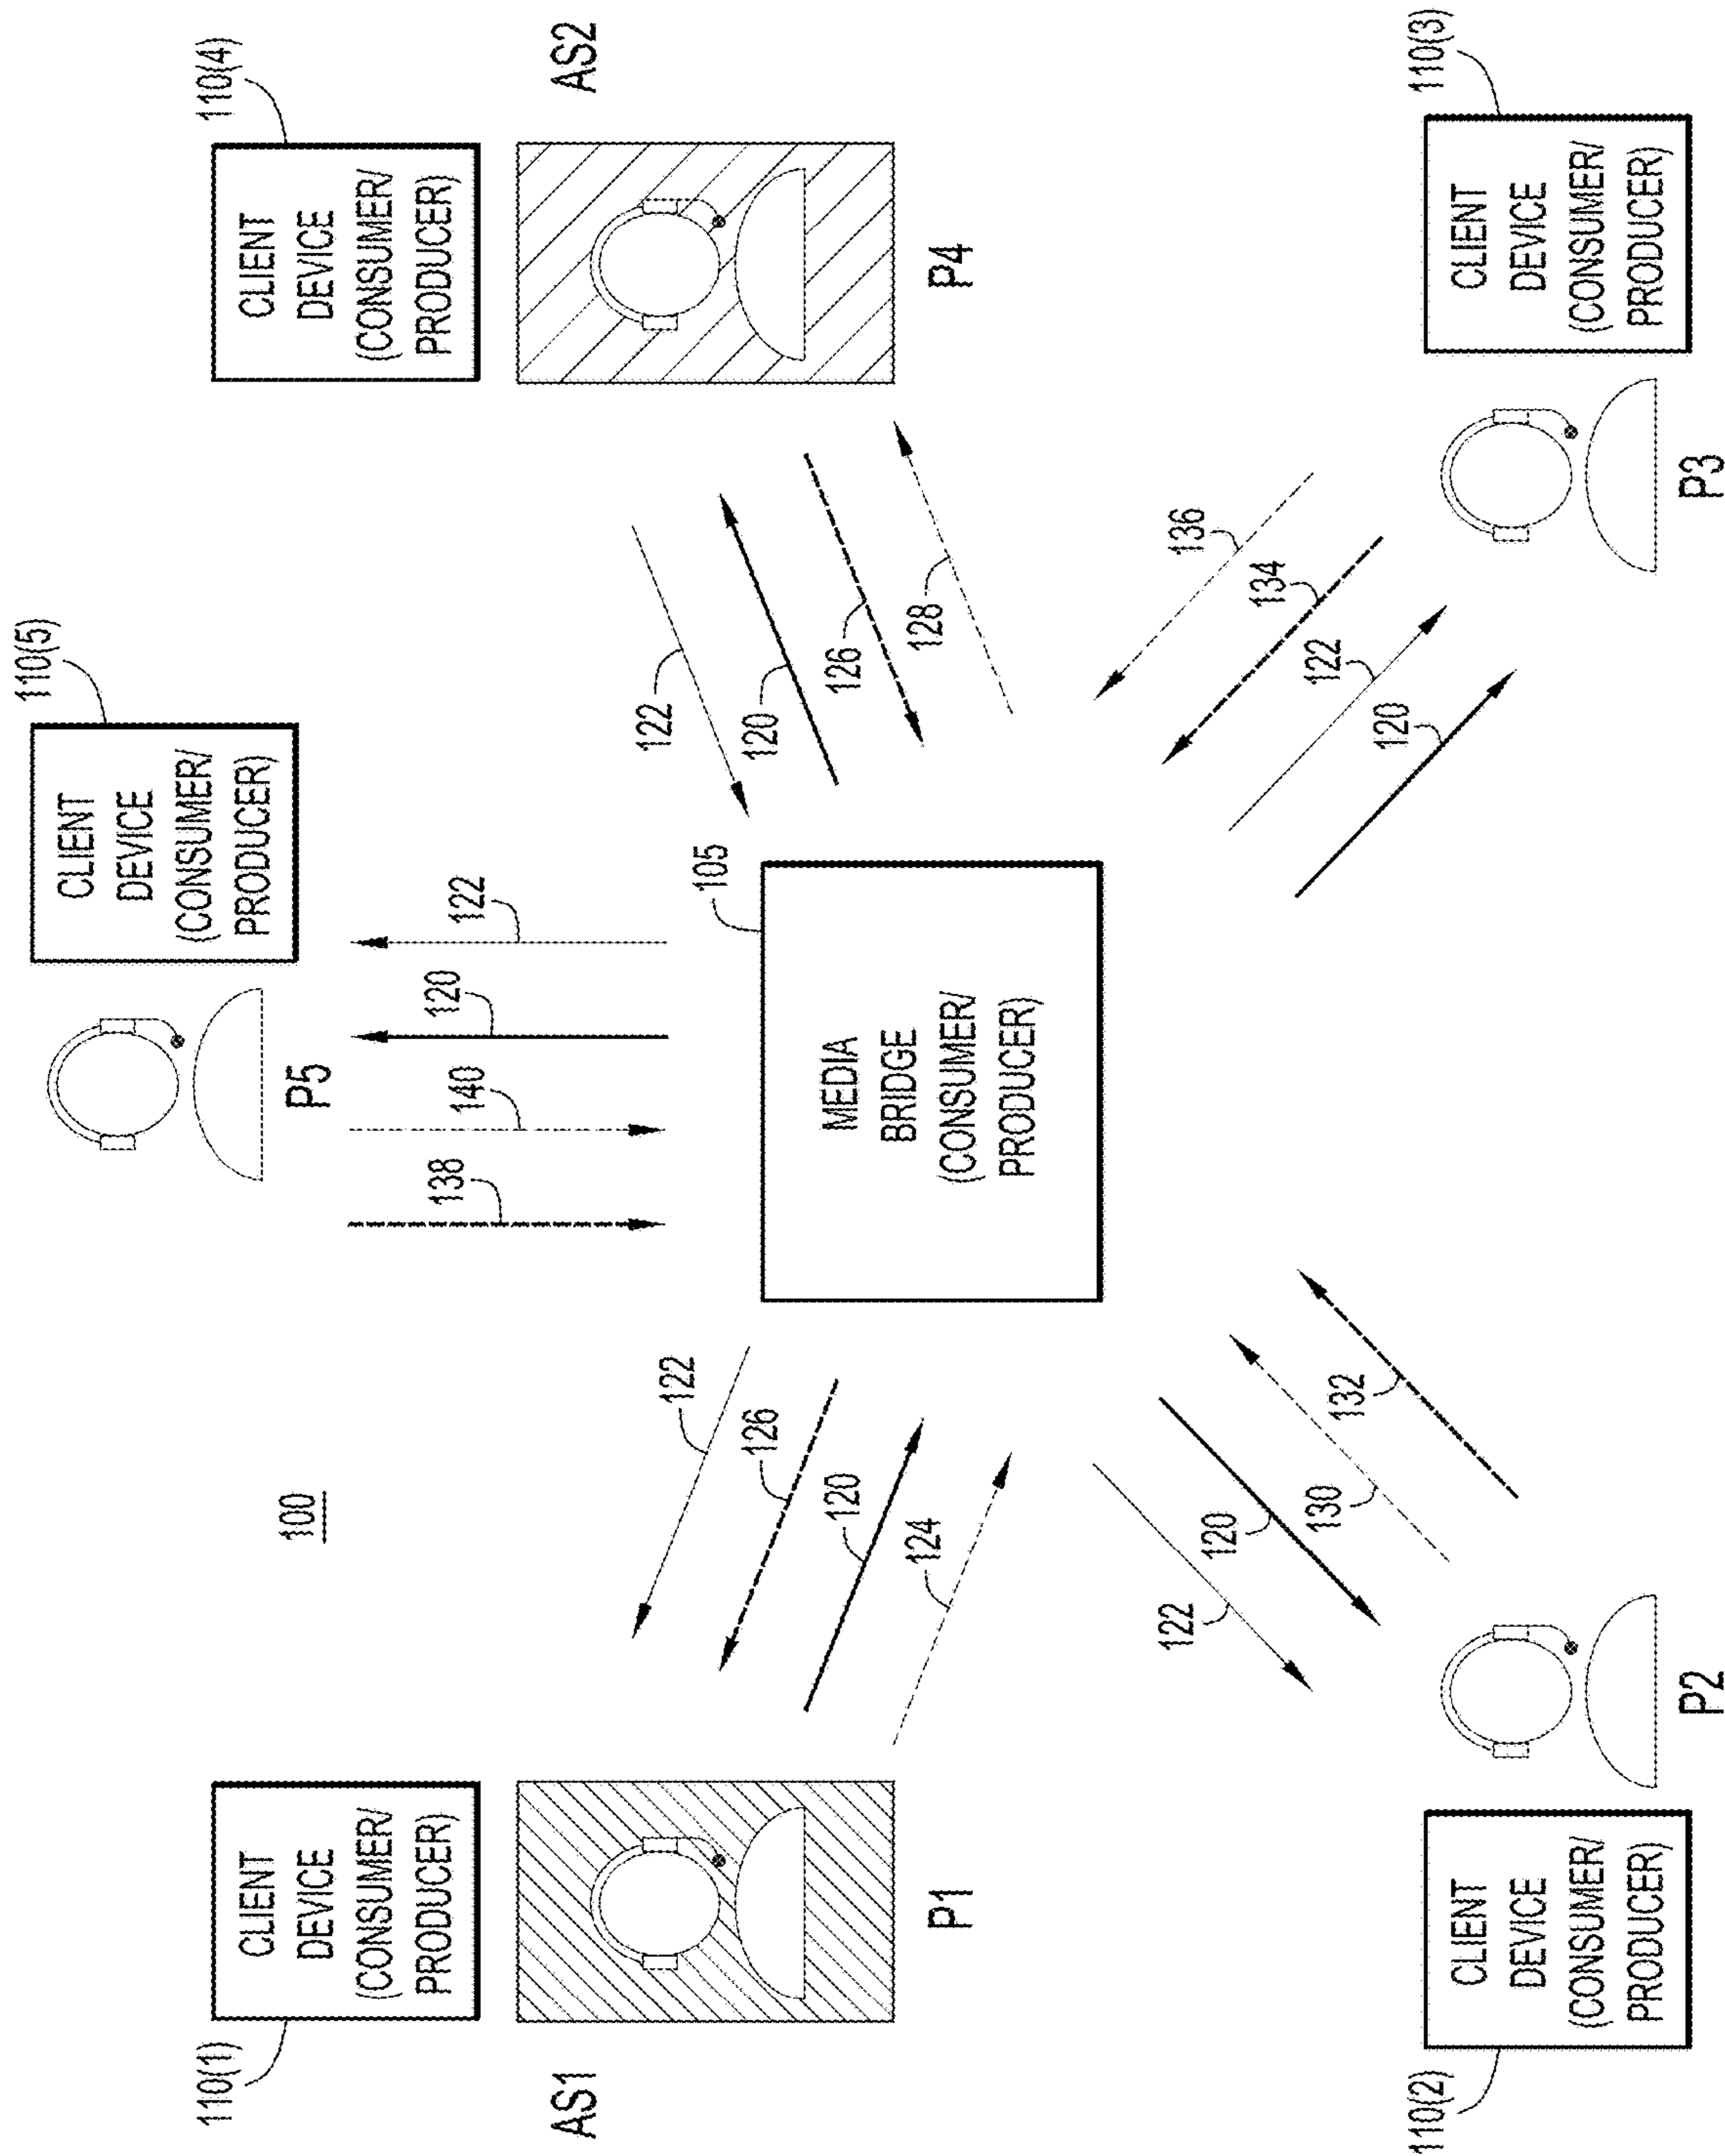 100
110(1)
CLIENT
DEVICE
(CONSUMER/
PRODUCER)
AS1
P1
110(5)
CLIENT
DEVICE
(CONSUMER/
PRODUCER)
P5
110(4)
CLIENT
DEVICE
(CONSUMER/
PRODUCER)
AS2
P4
138
140
120
122
122
126
120
124
122
120
126
128
105
MEDIA
BRIDGE
(CONSUMER/
PRODUCER)
122
120
130
132
136
134
122
120
110(2)
CLIENT
DEVICE
(CONSUMER/
PRODUCER)
P2
110(3)
CLIENT
DEVICE
(CONSUMER/
PRODUCER)
P3